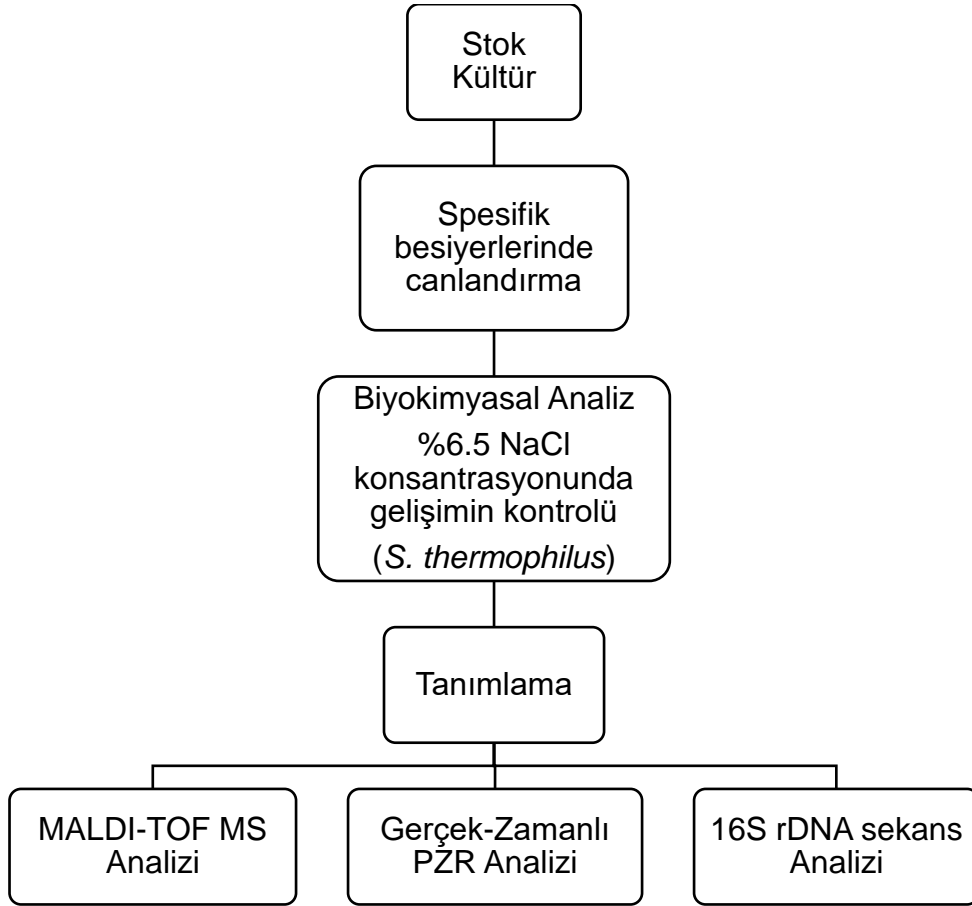 Stok
Kültür
Spesifik
besiyerlerinde
canlandırma
Biyokimyasal Analiz
%6.5 NaCl
konsantrasyonunda
gelişimin kontrolü
(S. thermophilus)
Tanımlama
MALDI-TOF MS
Analizi
Gerçek-Zamanlı
PZR Analizi
16S rDNA sekans
Analizi